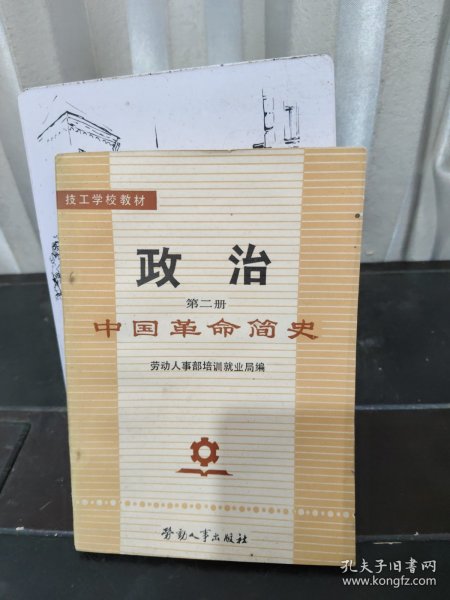 技工学校教材
政治
第二册
中国革命简史
劳动人事部培训就业局编
劳动人事出版社
孔夫子旧书网
www.kongfz.com